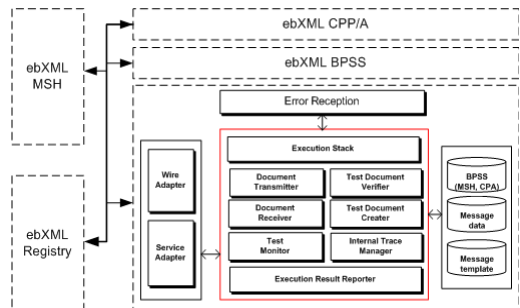 ebXML CPP/A
ebXML
MSH
ebXML BPSS
Error Reception
Execution Stack
Wire
Adapter
Document
Transmitter
Test Document
Verifier
BPSS
(MSH, CPA)
Document
Receiver
Test Document
Creater
Message
data
ebXML
Registry
Service
Adapter
Test
Monitor
Internal Trace
Manager
Message
template
Execution Result Reporter